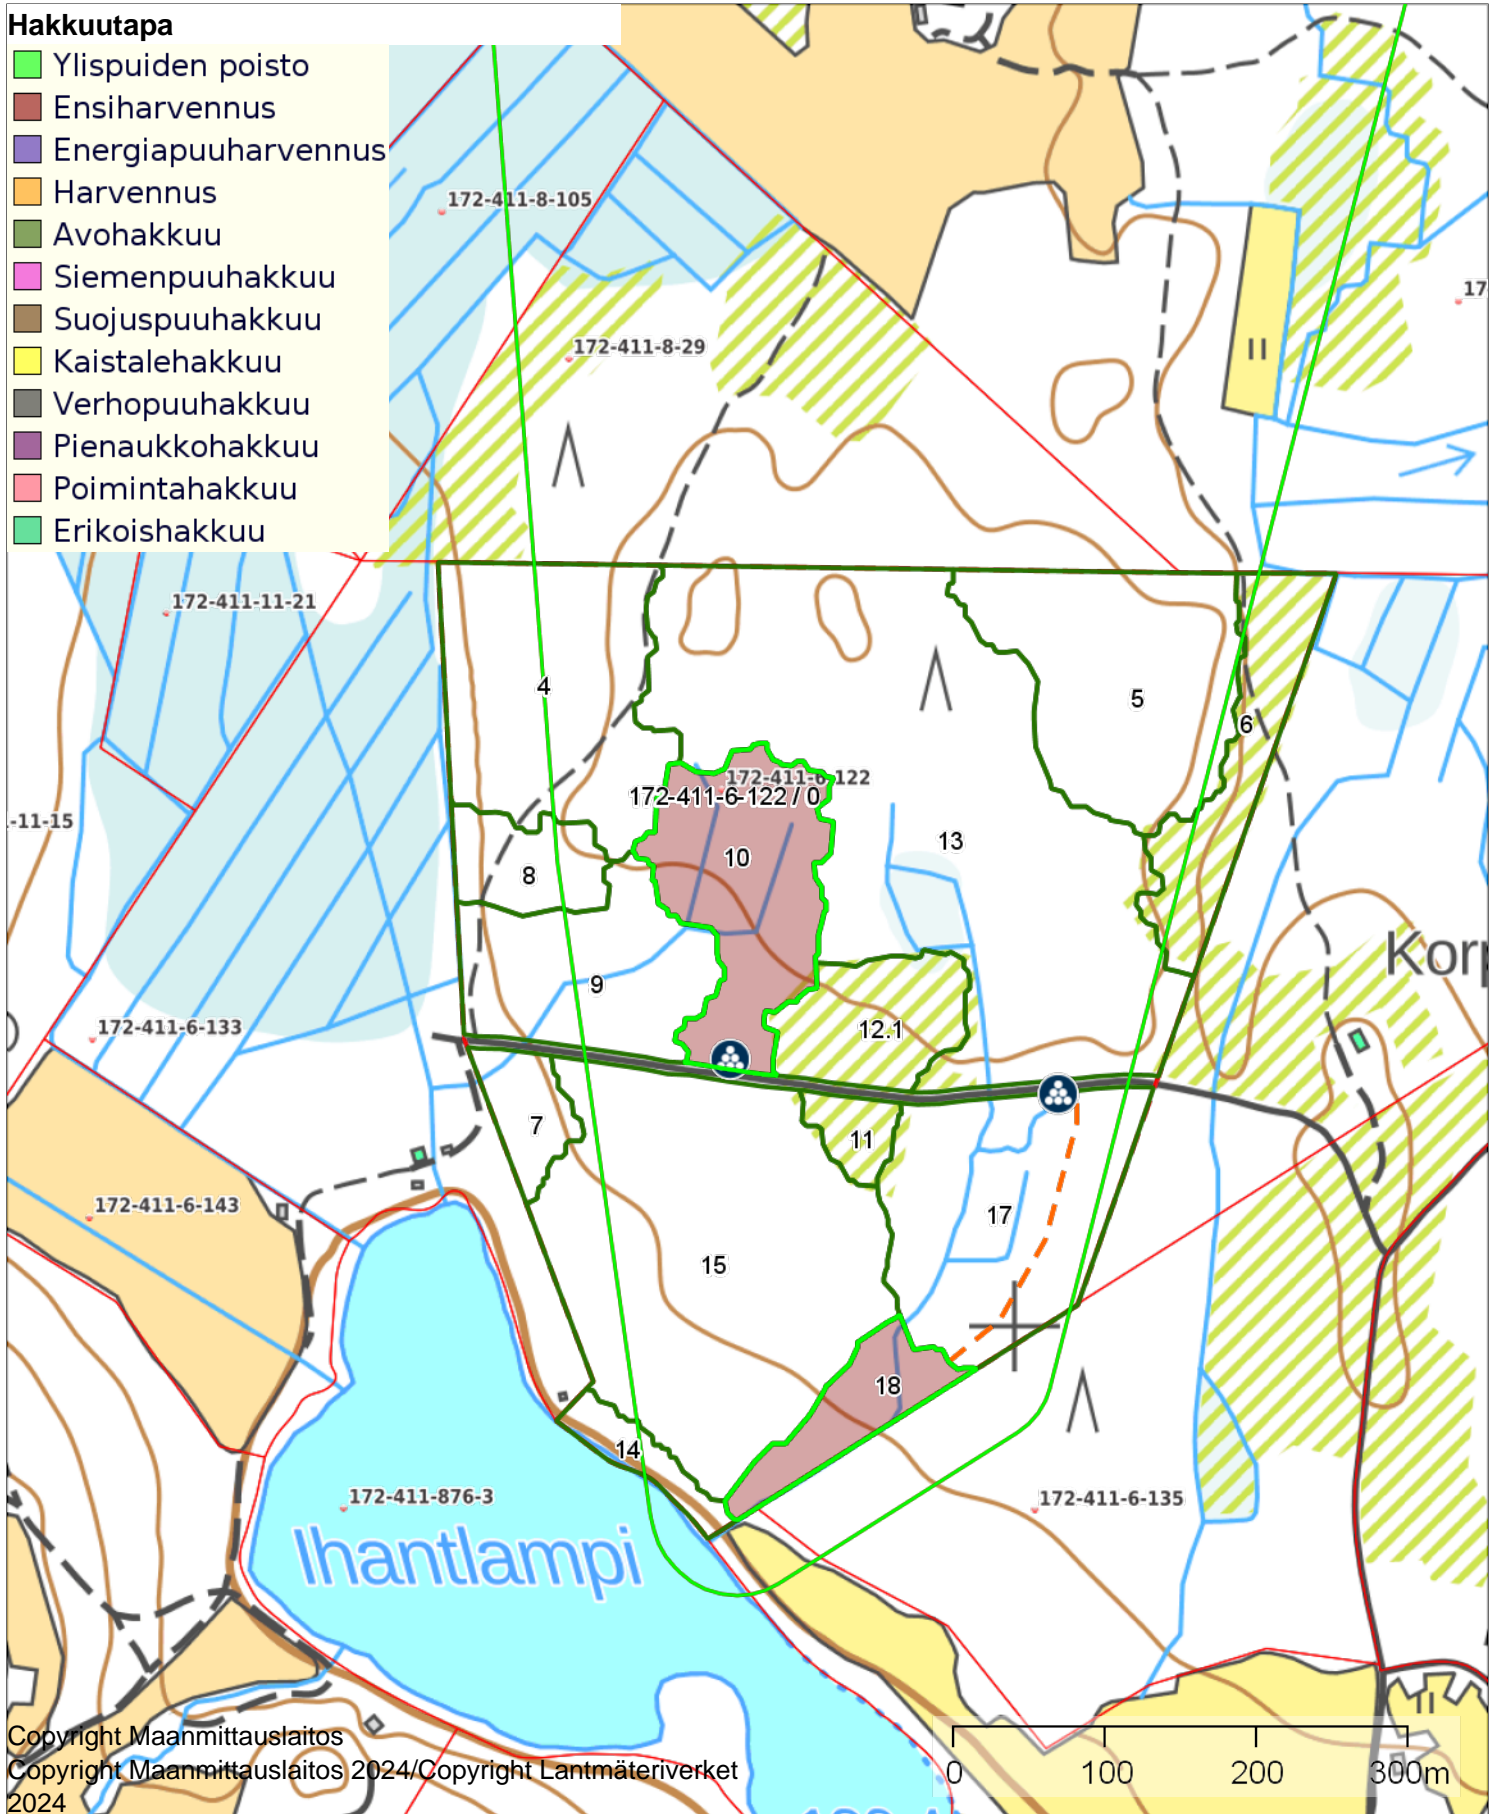 Hakkuutapa
Ylispuiden poisto
Ensiharvennus
Energiapuuharvennus
Harvennus
Avohakkuu
Siemenpuuhakkuu
Suojuspuuhakkuu
Kaistalehakkuu
Verhopuuhakkuu
Pienaukkohakkuu
Poimintahakkuu
Erikoishakkuu
172-411-8-105
17
172-411-8-29
172-411-11-21
4
5
6
172-411-6-122
172-411-6-122 / 0
-11-15
13
10
8
Korp
9
172-411-6-133
12.1
7
11
172-411-6-143
17
15
18
14
172-411-876-3
172-411-6-135
Ihantlampi
Copyright Maanmittauslaitos
Copyright Maanmittauslaitos 2024/Copyright Lantmäteriverket
2024
0 100 200 300m